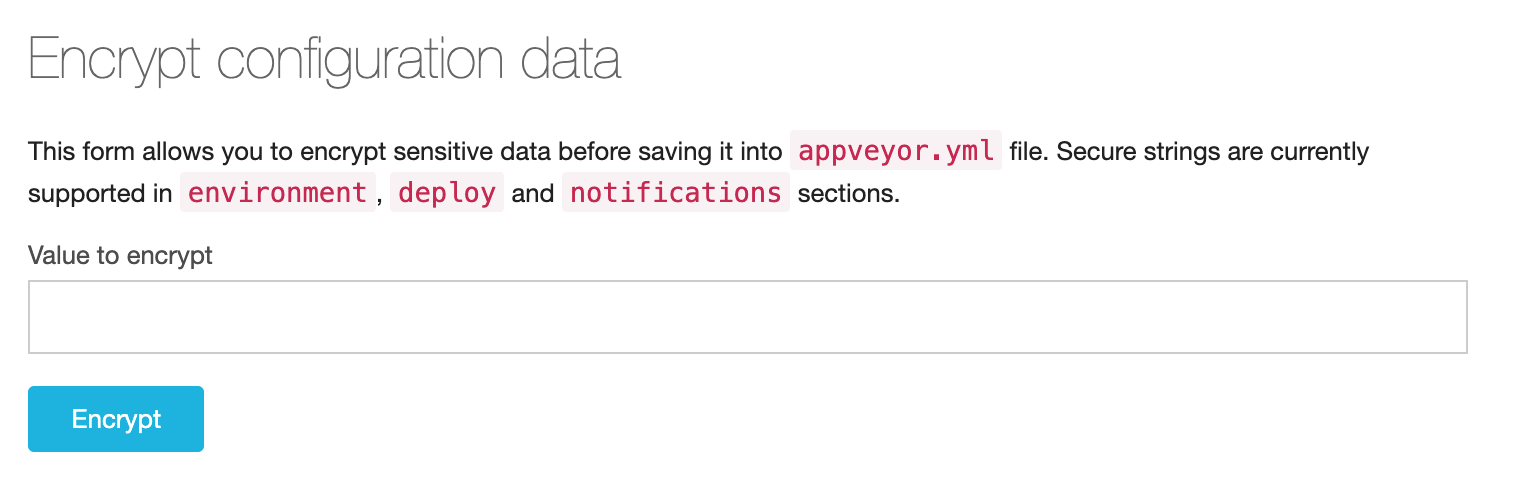 Encrypt configuration data
This form allows you to encrypt sensitive data before saving it into appveyor.yml file. Secure strings are currently
supported in environment, deploy and notifications sections.
Value to encrypt
Encrypt